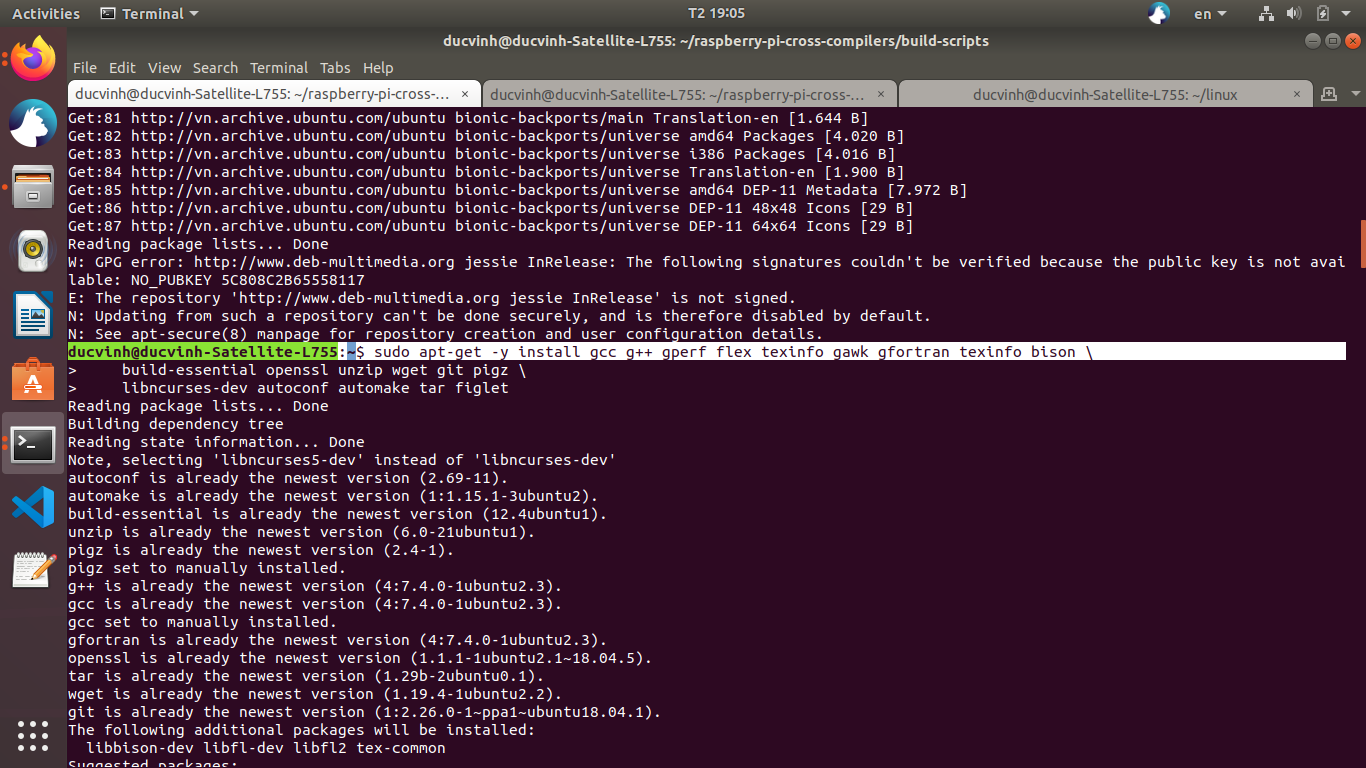 Activities Terminal T2 19:05 en
ducvinh@ducvinh-Satellite-L755: ~/raspberry-pi-cross-compilers/build-scripts
File Edit View Search Terminal Tabs Help
ducvinh@ducvinh-Satellite-L755: ~/raspberry-pi-cross-... × ducvinh@ducvinh-Satellite-L755: ~/raspberry-pi-cross-... × ducvinh@ducvinh-Satellite-L755: ~/linux ×
Get:81 http://vn.archive.ubuntu.com/ubuntu bionic-backports/main Translation-en [1.644 B]
Get:82 http://vn.archive.ubuntu.com/ubuntu bionic-backports/universe amd64 Packages [4.020 B]
Get:83 http://vn.archive.ubuntu.com/ubuntu bionic-backports/universe i386 Packages [4.016 B]
Get:84 http://vn.archive.ubuntu.com/ubuntu bionic-backports/universe Translation-en [1.900 B]
Get:85 http://vn.archive.ubuntu.com/ubuntu bionic-backports/universe amd64 DEP-11 Metadata [7.972 B]
Get:86 http://vn.archive.ubuntu.com/ubuntu bionic-backports/universe DEP-11 48x48 Icons [29 B]
Get:87 http://vn.archive.ubuntu.com/ubuntu bionic-backports/universe DEP-11 64x64 Icons [29 B]
Reading package lists... Done
W: GPG error: http://www.deb-multimedia.org jessie InRelease: The following signatures couldn't be verified because the public key is not avai
lable: NO_PUBKEY 5C808C2B65558117
E: The repository 'http://www.deb-multimedia.org jessie InRelease' is not signed.
N: Updating from such a repository can't be done securely, and is therefore disabled by default.
N: See apt-secure(8) manpage for repository creation and user configuration details.
ducvinh@ducvinh-Satellite-L755:~$ sudo apt-get -y install gcc g++ gperf flex texinfo gawk gfortran texinfo bison \
>     build-essential openssl unzip wget git pigz \
>     libncurses-dev autoconf automake tar figlet
Reading package lists... Done
Building dependency tree
Reading state information... Done
Note, selecting 'libncurses5-dev' instead of 'libncurses-dev'
autoconf is already the newest version (2.69-11).
automake is already the newest version (1:1.15.1-3ubuntu2).
build-essential is already the newest version (12.4ubuntu1).
unzip is already the newest version (6.0-21ubuntu1).
pigz is already the newest version (2.4-1).
pigz set to manually installed.
g++ is already the newest version (4:7.4.0-1ubuntu2.3).
gcc is already the newest version (4:7.4.0-1ubuntu2.3).
gcc set to manually installed.
gfortran is already the newest version (4:7.4.0-1ubuntu2.3).
openssl is already the newest version (1.1.1-1ubuntu2.1~18.04.5).
tar is already the newest version (1.29b-2ubuntu0.1).
wget is already the newest version (1.19.4-1ubuntu2.2).
git is already the newest version (1:2.26.0-1~ppa1~ubuntu18.04.1).
The following additional packages will be installed:
  libbison-dev libfl-dev libfl2 tex-common
Suggested packages: